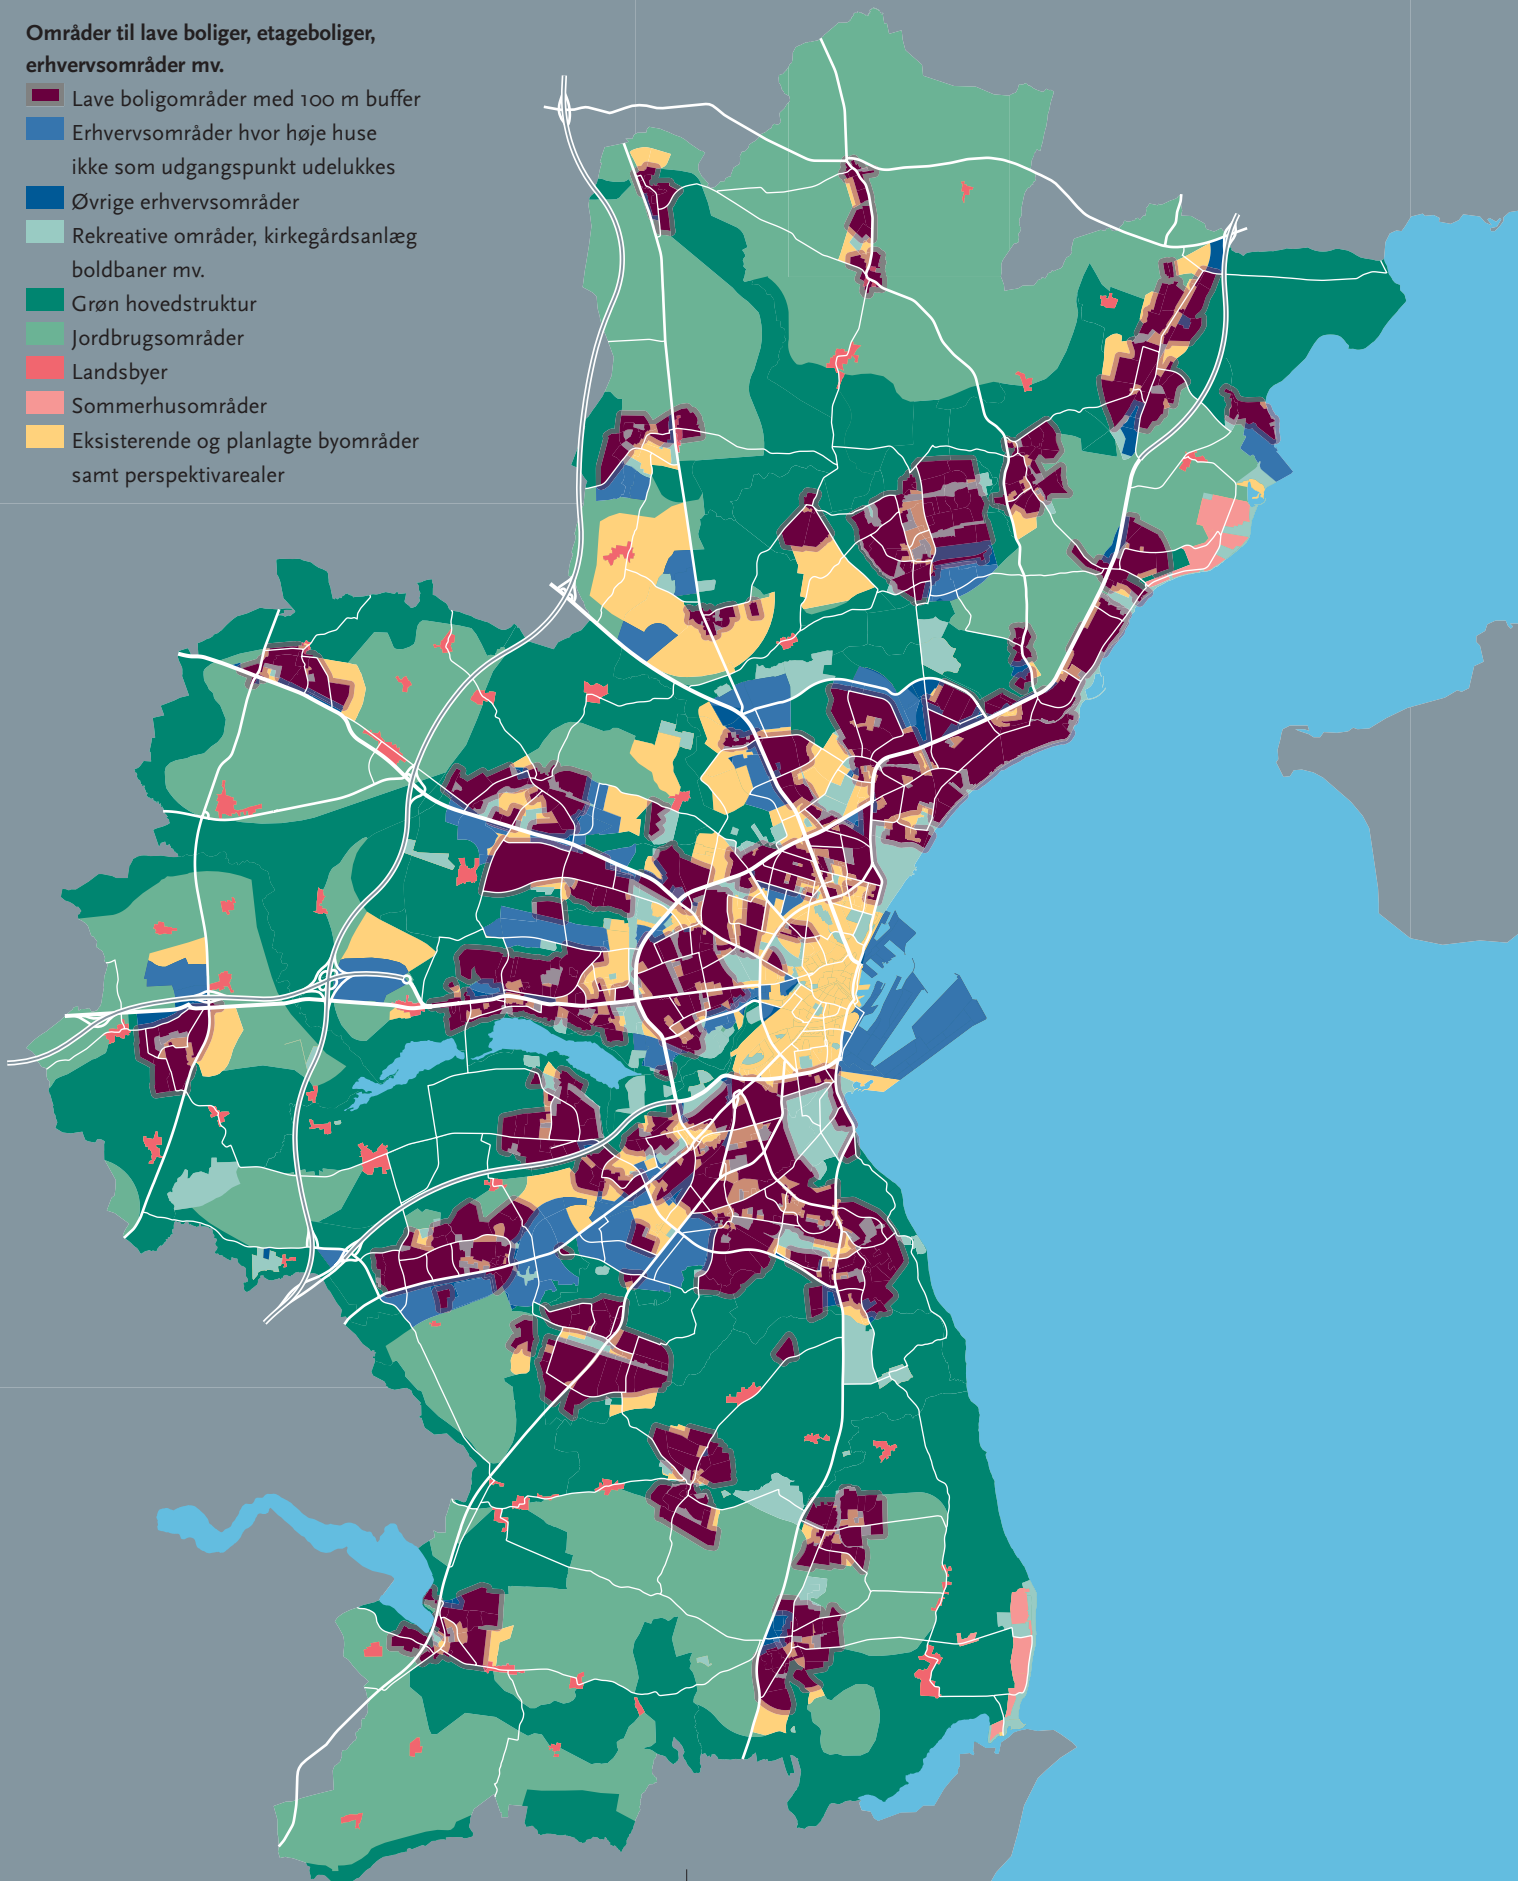 Områder til lave boliger, etageboliger,
erhvervsområder mv.
Lave boligområder med 100 m buffer
Erhvervsområder hvor høje huse
ikke som udgangspunkt udelukkes
Øvrige erhvervsområder
Rekreative områder, kirkegårdsanlæg
boldbaner mv.
Grøn hovedstruktur
Jordbrugsområder
Landsbyer
Sommerhusområder
Eksisterende og planlagte byområder
samt perspektivarealer